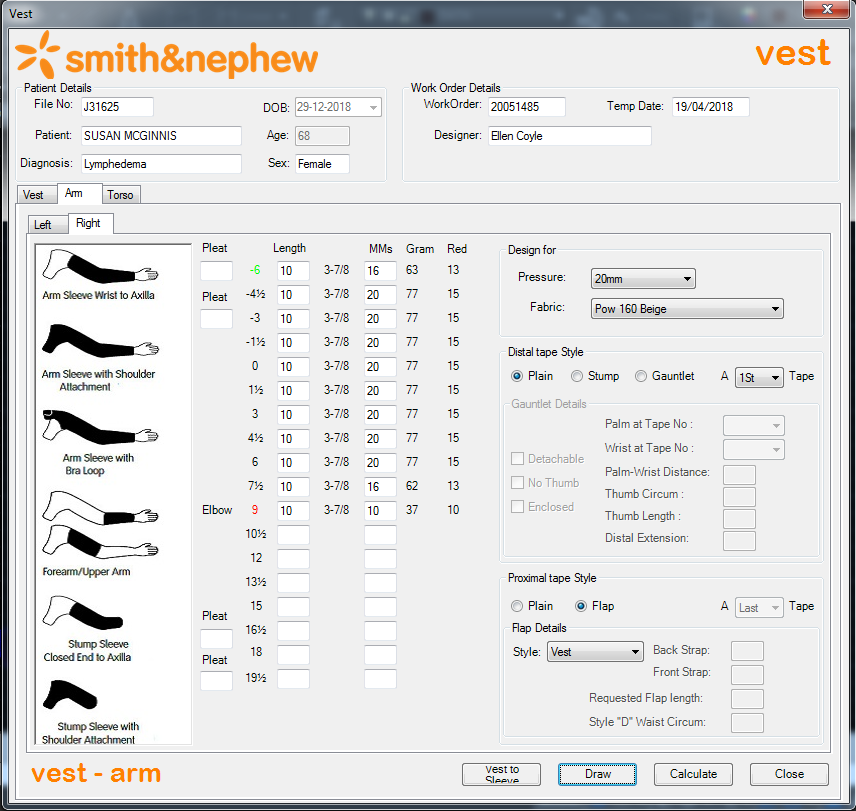 Vest
smith&nephew
vest
Patient Details
File No: J31625
DOB: 29-12-2018
Patient: SUSAN MCGINNIS
Age: 68
Diagnosis: Lymphedema
Sex: Female
Work Order Details
WorkOrder: 20051485
Temp Date: 19/04/2018
Designer: Ellen Coyle
Vest Arm Torso
Left Right
Arm Sleeve Wrist to Axilla
Arm Sleeve with Shoulder
Attachment
Arm Sleeve with
Bra Loop
Forearm/Upper Arm
Stump Sleeve
Closed End to Axilla
Stump Sleeve with
Shoulder Attachment
Pleat Length MMs Gram Red
-6 10 3-7/8 16 63 13
Pleat -4½ 10 3-7/8 20 77 15
-3 10 3-7/8 20 77 15
-1½ 10 3-7/8 20 77 15
0 10 3-7/8 20 77 15
1½ 10 3-7/8 20 77 15
3 10 3-7/8 20 77 15
4½ 10 3-7/8 20 77 15
6 10 3-7/8 20 77 15
7½ 10 3-7/8 16 62 13
Elbow 9 10 3-7/8 10 37 10
10½
12
13½
15
Pleat
16½
18
Pleat
19½
Design for
Pressure: 20mm
Fabric: Pow 160 Beige
Distal tape Style
Plain Stump Gauntlet A 1St Tape
Gauntlet Details
Detachable
No Thumb
Enclosed
Palm at Tape No :
Wrist at Tape No :
Palm-Wrist Distance:
Thumb Circum :
Thumb Length :
Distal Extension:
Proximal tape Style
Plain Flap A Last Tape
Flap Details
Style: Vest
Back Strap:
Front Strap:
Requested Flap length:
Style "D" Waist Circum:
vest - arm
Vest to
Sleeve
Draw
Calculate
Close